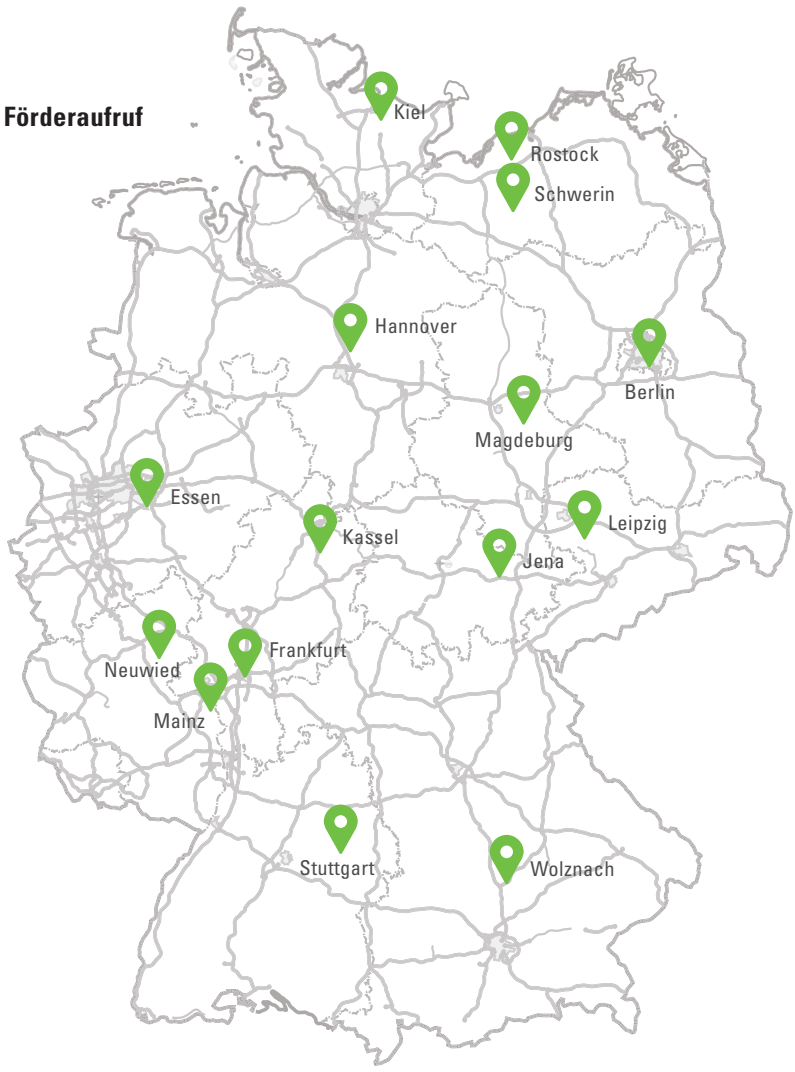 Förderaufruf
Kiel
Rostock
Schwerin
Hannover
Berlin
Magdeburg
Essen
Leipzig
Kassel
Jena
Frankfurt
Neuwied
Mainz
Stuttgart
Wolznach